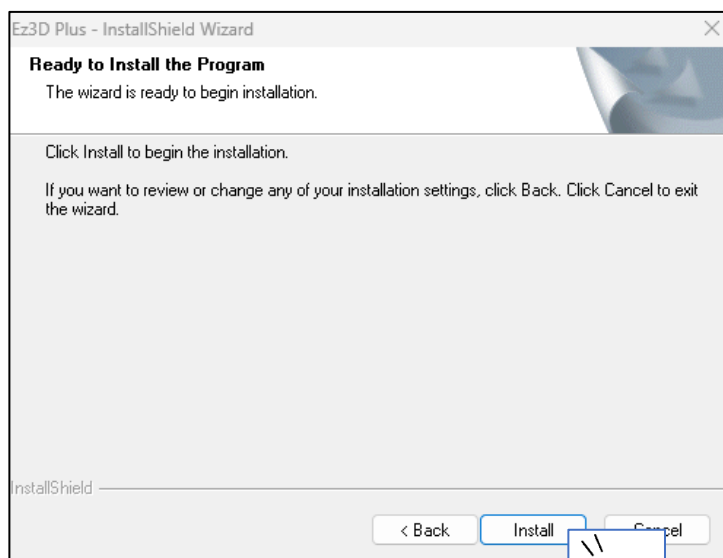 Ez3D Plus - InstallShield Wizard
Ready to Install the Program
The wizard is ready to begin installation.
Click Install to begin the installation.
If you want to review or change any of your installation settings, click Back. Click Cancel to exit
the wizard.
InstallShield
< Back Install Cancel